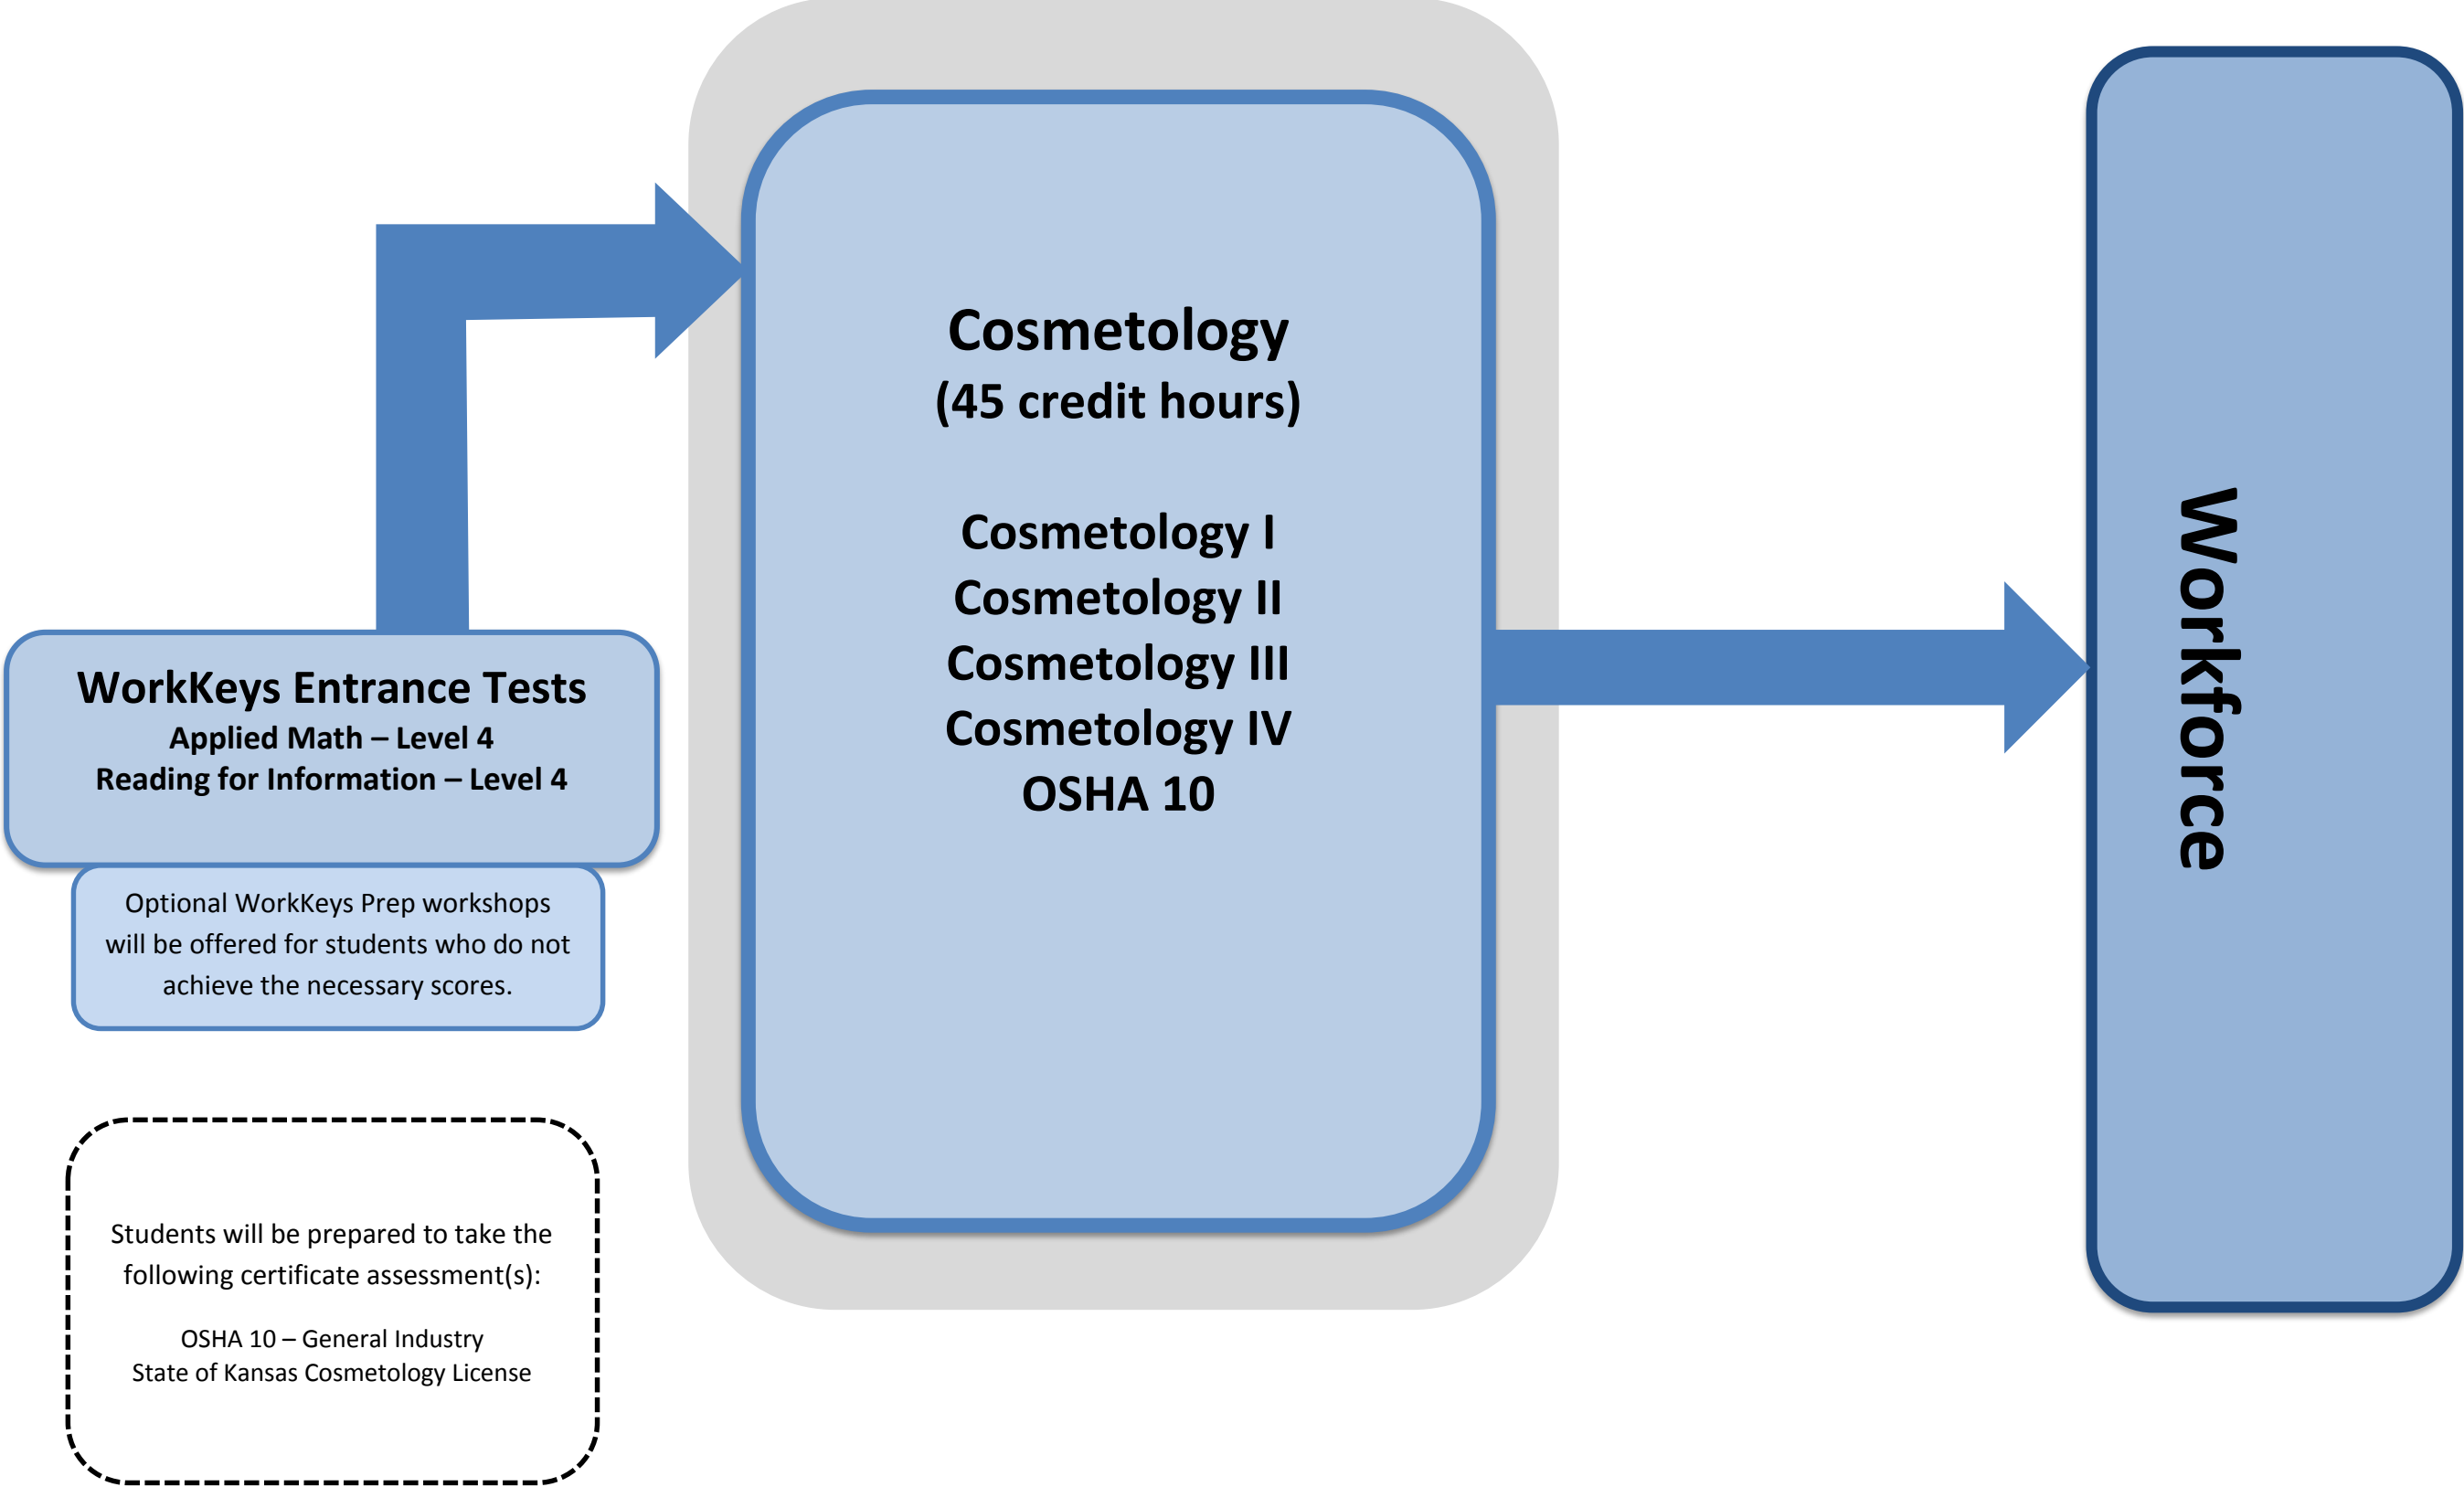 WorkKeys Entrance Tests
Applied Math – Level 4
Reading for Information – Level 4
Optional WorkKeys Prep workshops
will be offered for students who do not
achieve the necessary scores.
Students will be prepared to take the
following certificate assessment(s):
OSHA 10 – General Industry
State of Kansas Cosmetology License
Cosmetology
(45 credit hours)
Cosmetology I
Cosmetology II
Cosmetology III
Cosmetology IV
OSHA 10
Workforce